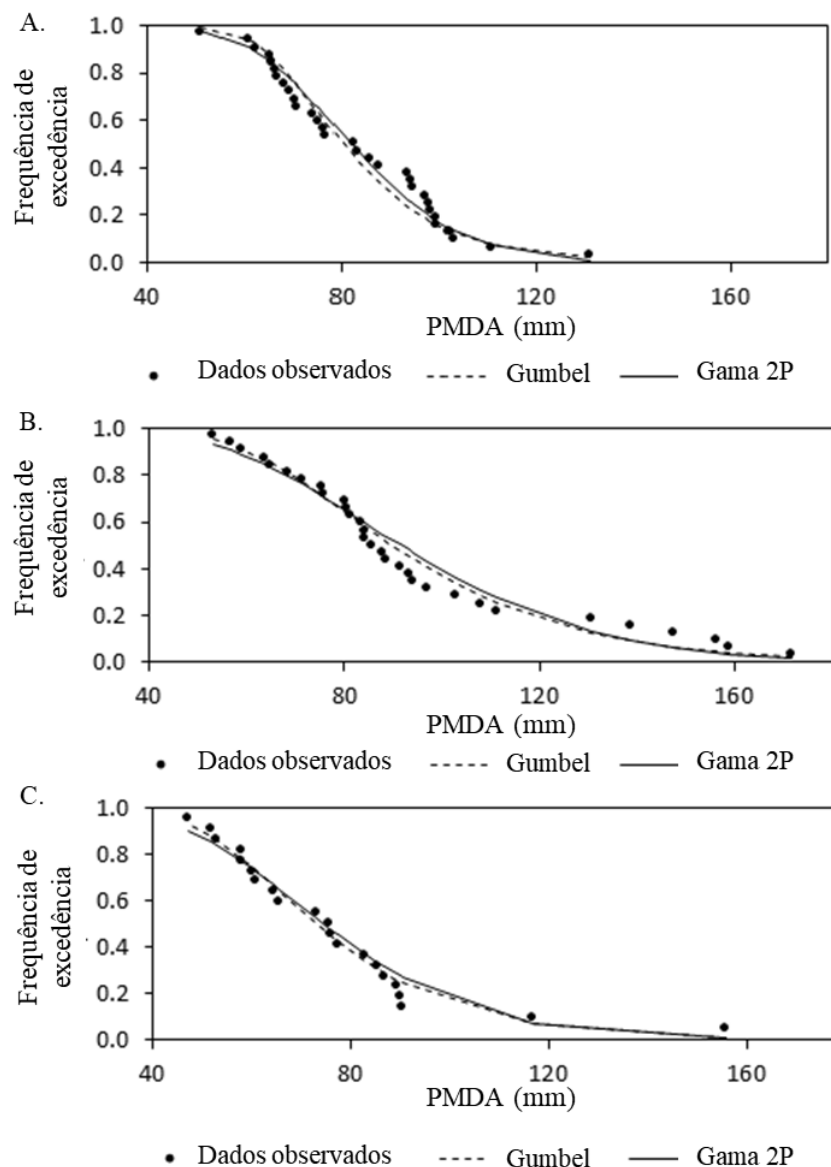 A.
1.0
0.8
0.6
0.4
0.2
0.0
Frequência de
excedência
40 80 120 160
PMDA (mm)
Dados observados Gumbel Gama 2P
B.
1.0
0.8
0.6
0.4
0.2
0.0
Frequência de
excedência
40 80 120 160
PMDA (mm)
Dados observados Gumbel Gama 2P
C.
1.0
0.8
0.6
0.4
0.2
0.0
Frequência de
excedência
40 80 120 160
PMDA (mm)
Dados observados Gumbel Gama 2P